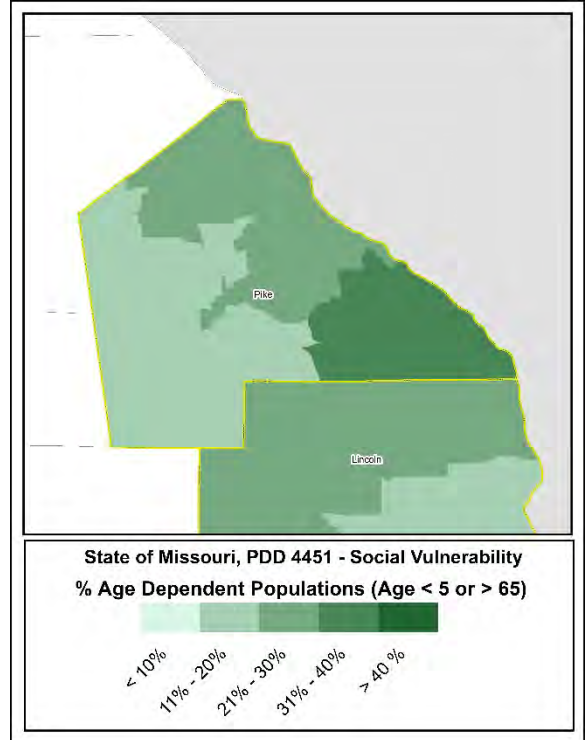 Pike
Lincoln
State of Missouri, PDD 4451 - Social Vulnerability
% Age Dependent Populations (Age < 5 or > 65)
< 10%
11% - 20%
21% - 30%
31% - 40%
> 40 %